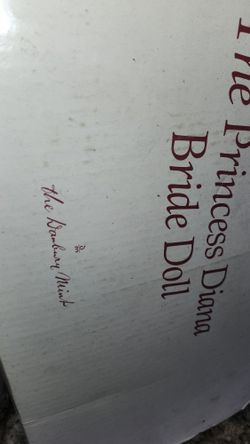 The Princess Diana
Bride Doll
The Danbury Mint